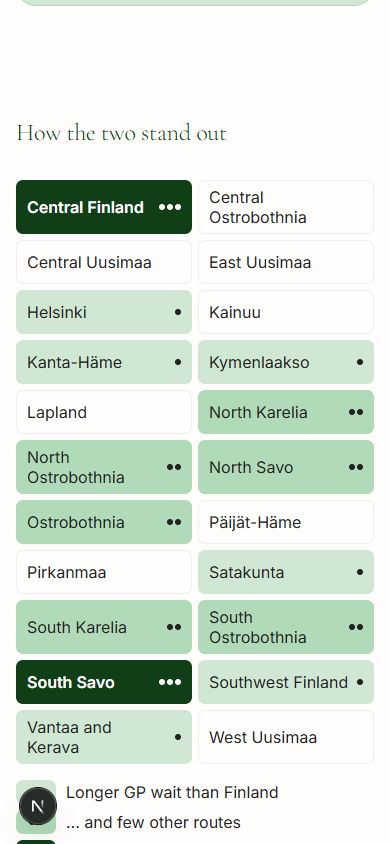 How the two stand out
Central Finland
Central
Ostrobothnia
Central Uusimaa
East Uusimaa
Helsinki
Kainuu
Kanta-Häme
Kymenlaakso
Lapland
North Karelia
North
Ostrobothnia
North Savo
Ostrobothnia
Päijät-Häme
Pirkanmaa
Satakunta
South Karelia
South
Ostrobothnia
South Savo
Southwest Finland
Vantaa and
Kerava
West Uusimaa
Longer GP wait than Finland
N
... and few other routes